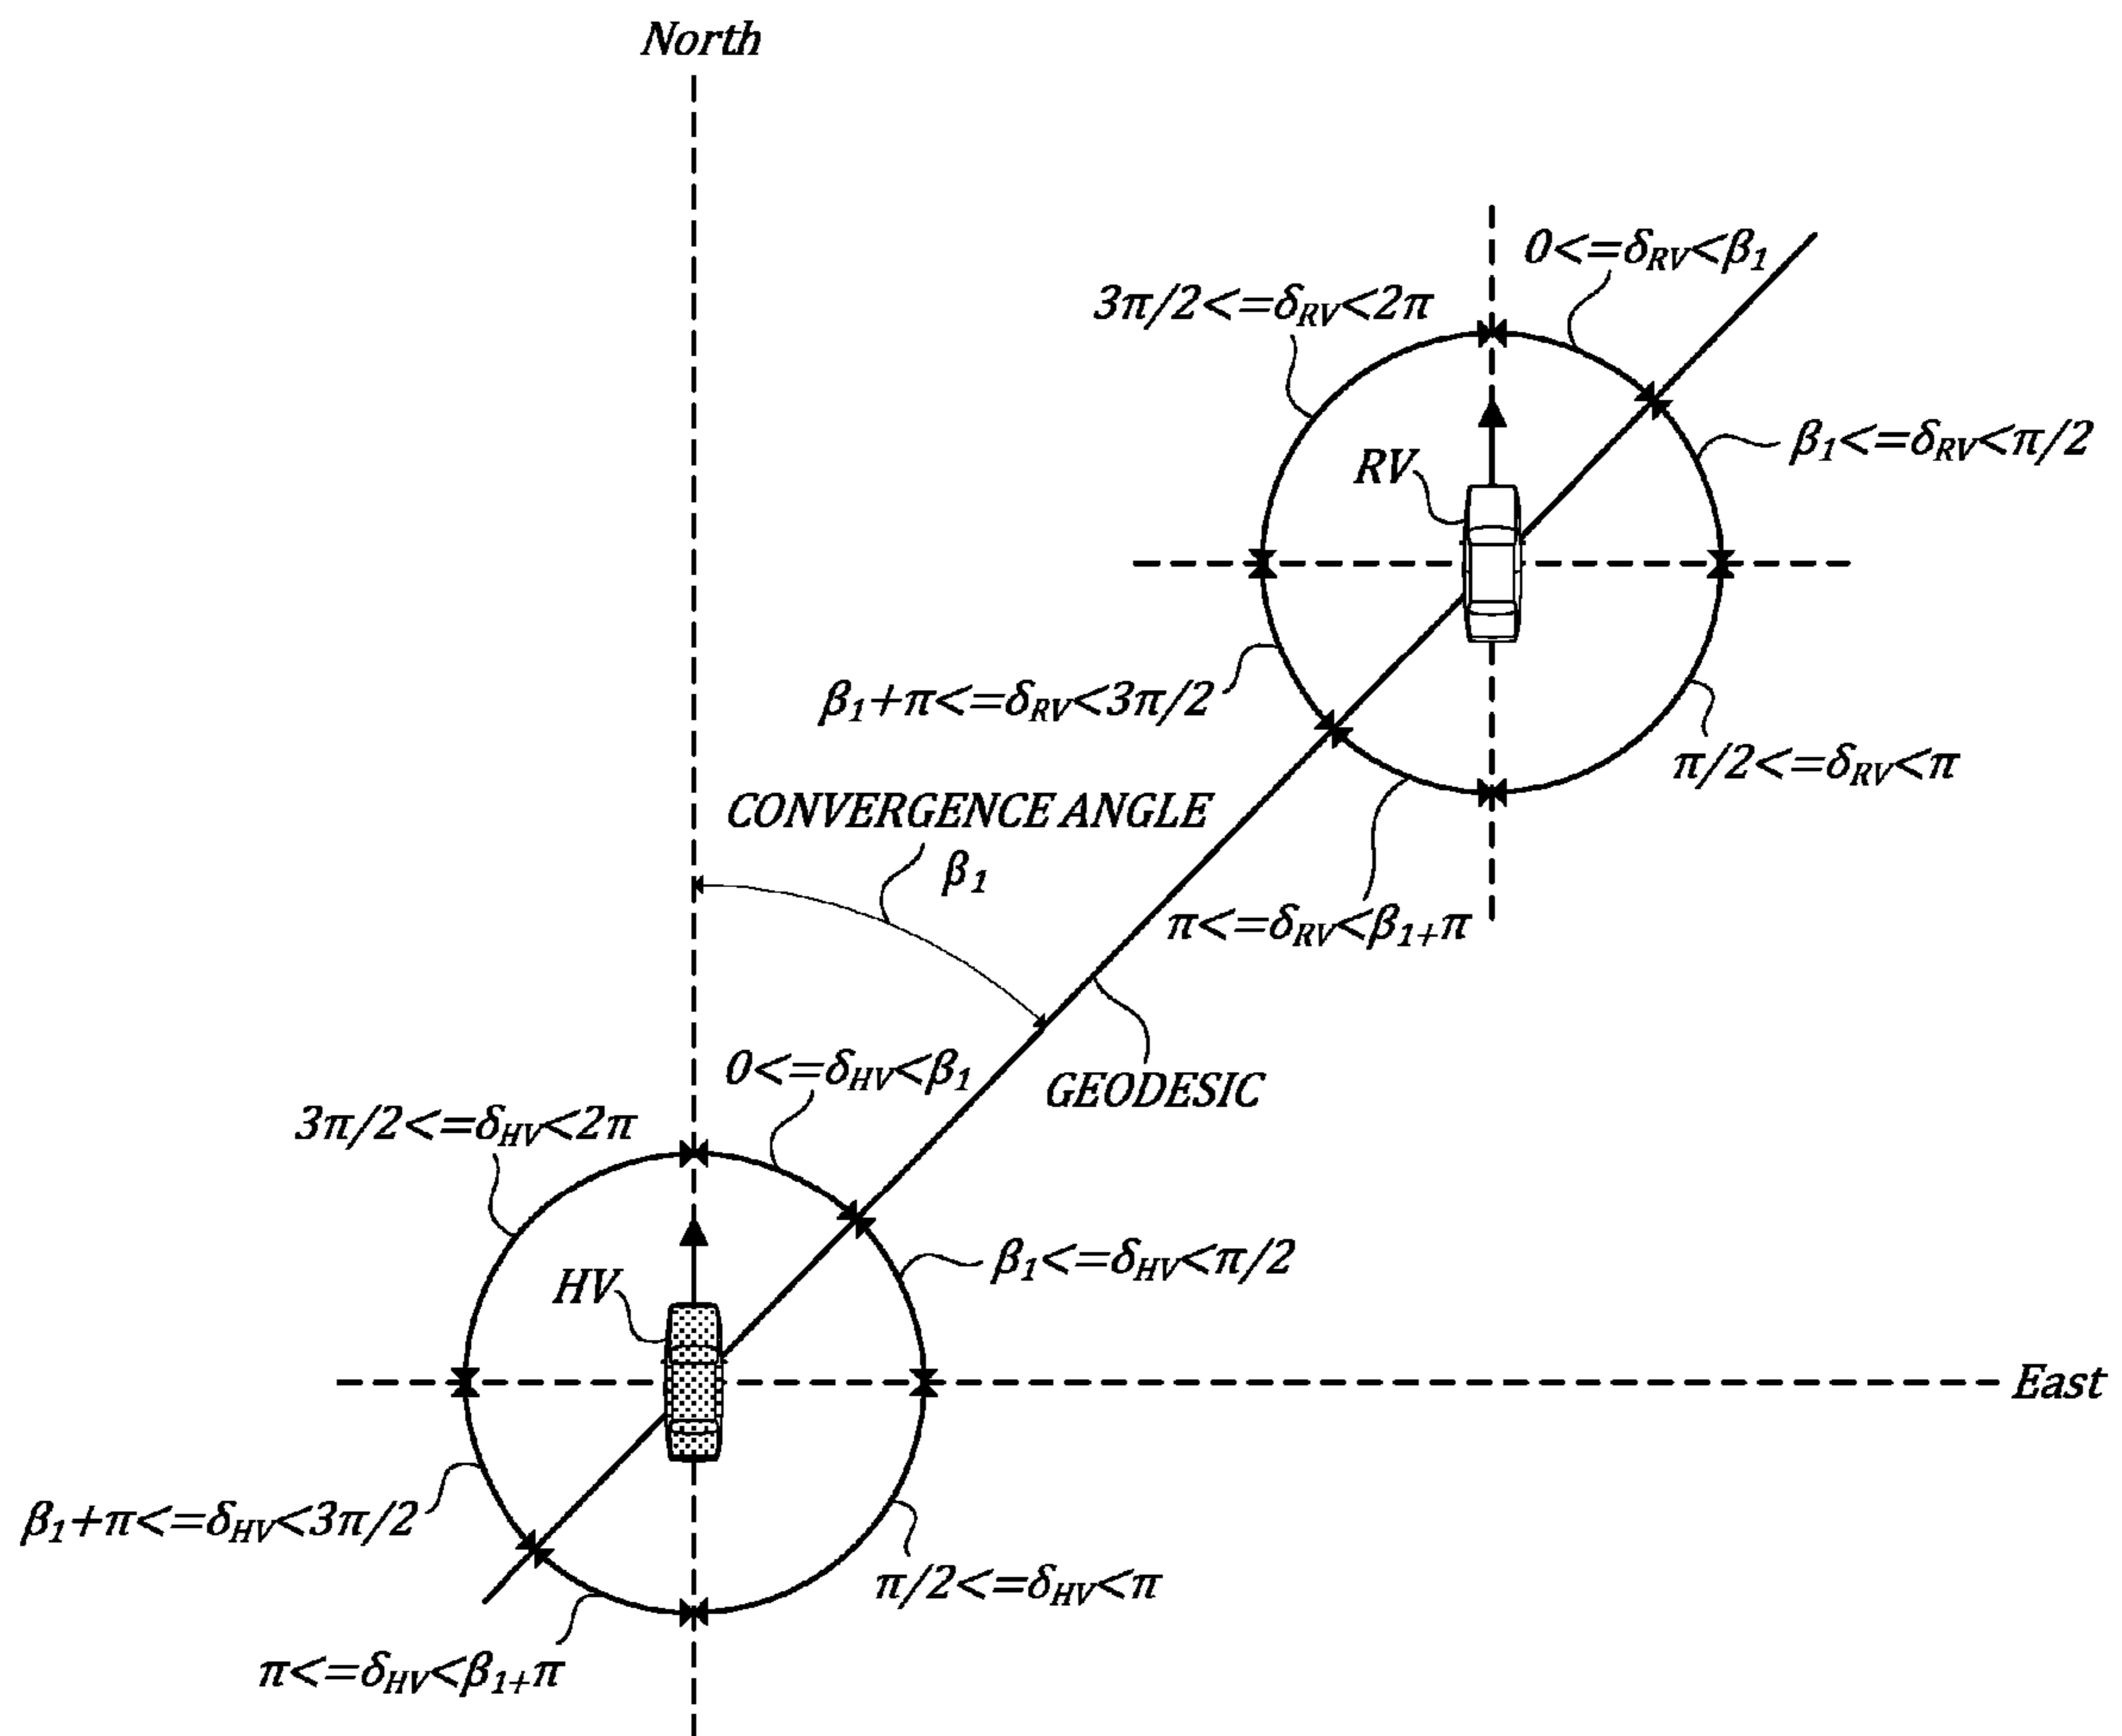 North
0<=δRV<β1
3π/2<=δRV<2π
β1<=δRV<π/2
RV
β1+π<=δRV<3π/2
π/2<=δRV<π
CONVERGENCE ANGLE
β1
π<=δRV<β1+π
0<=δHV<β1
GEODESIC
3π/2<=δHV<2π
β1<=δHV<π/2
HV
East
β1+π<=δHV<3π/2
π/2<=δHV<π
π<=δHV<β1+π